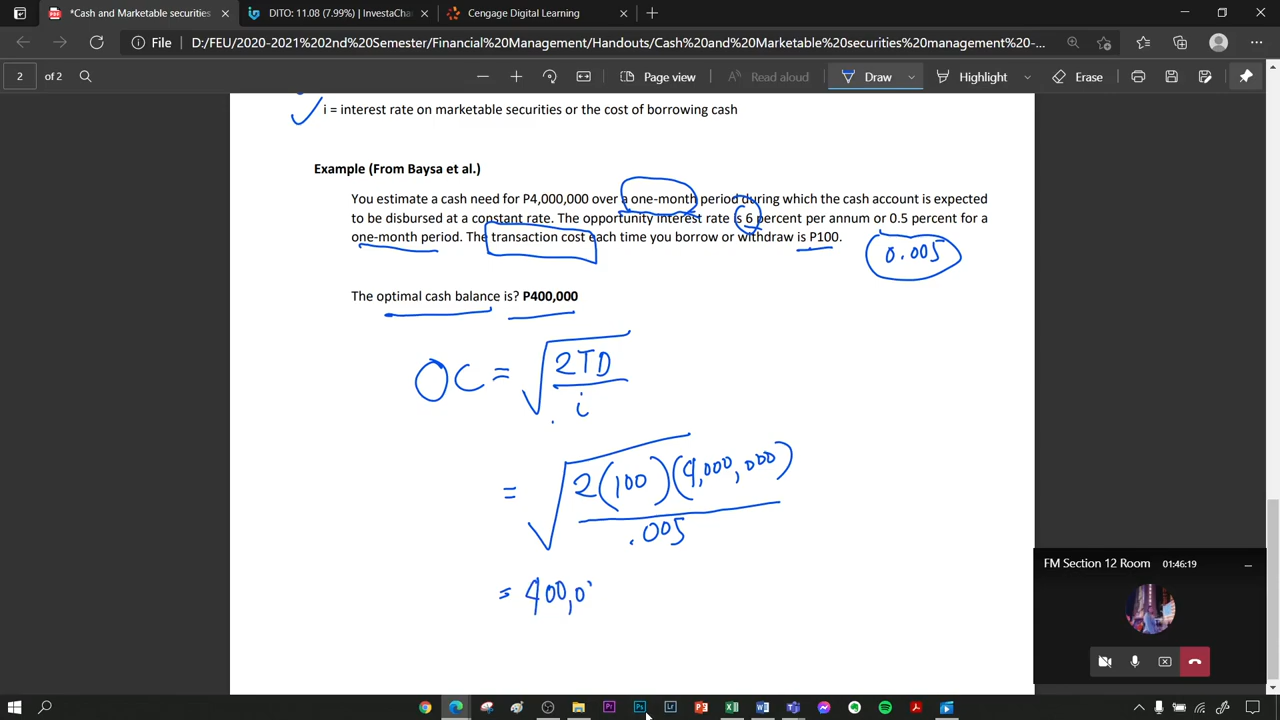 *Cash and Marketable securities
DITO: 11.08 (7.99%) | InvestaCha
Cengage Digital Learning
File
D:/FEU/2020-2021%202nd%20Semester/Financial%20Management/Handouts/Cash%20and%20Marketable%20securities%20management%20-...
2 of 2
Page view
Read aloud
Draw
Highlight
Erase
i = interest rate on marketable securities or the cost of borrowing cash
Example (From Baysa et al.)
You estimate a cash need for P4,000,000 over a one-month period during which the cash account is expected
to be disbursed at a constant rate. The opportunity interest rate is 6 percent per annum or 0.5 percent for a
one-month period. The transaction cost each time you borrow or withdraw is P100.
0.005
The optimal cash balance is? P400,000
OC = √2TD
i
= √2(100)(4,000,000)
.005
= 400,0
FM Section 12 Room
01:46:19